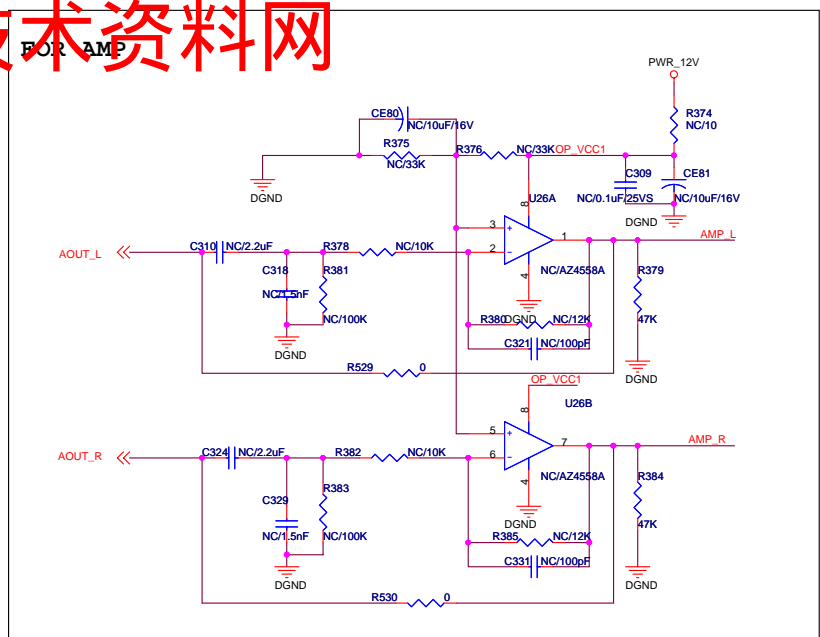 术资料网
FOR AMP
PWR_12V
R374
NC/10
CE80
NC/10uF/16V
R375
NC/33K
R376
NC/33K
OP_VCC1
C309
NC/0.1uF/25VS
CE81
NC/10uF/16V
DGND
DGND
U26A
8
3
+
2
-
1
4
NC/AZ4558A
AMP_L
AOUT_L
C310
NC/2.2uF
R378
NC/10K
C318
NC/1.5nF
R381
NC/100K
DGND
DGND
R380
NC/12K
C321
NC/100pF
R379
47K
DGND
R529
0
OP_VCC1
U26B
8
5
+
6
-
7
4
NC/AZ4558A
AMP_R
AOUT_R
C324
NC/2.2uF
R382
NC/10K
C329
NC/1.5nF
R383
NC/100K
DGND
DGND
R385
NC/12K
C331
NC/100pF
R384
47K
DGND
R530
0